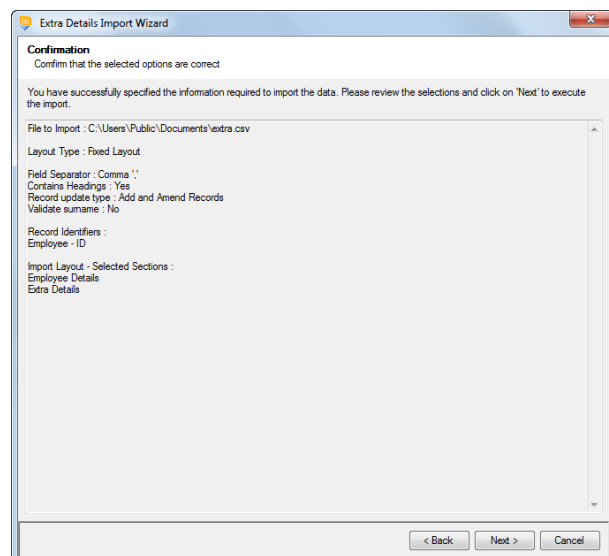 Extra Details Import Wizard
Confirmation
Comfirm that the selected options are correct
You have successfully specified the information required to import the data. Please review the selections and click on 'Next' to execute
the import.
File to Import : C:\Users\Public\Documents\extra.csv
Layout Type : Fixed Layout
Field Separator : Comma ','
Contains Headings : Yes
Record update type : Add and Amend Records
Validate surname : No
Record Identifiers :
Employee - ID
Import Layout - Selected Sections :
Employee Details
Extra Details
< Back Next > Cancel